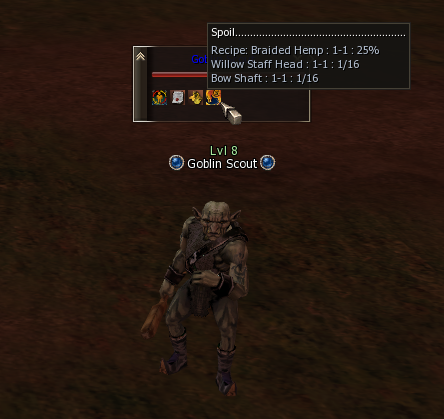 Spoil......................................................
Recipe: Braided Hemp : 1-1 : 25%
Willow Staff Head : 1-1 : 1/16
Bow Shaft : 1-1 : 1/16
Lvl 8
Goblin Scout